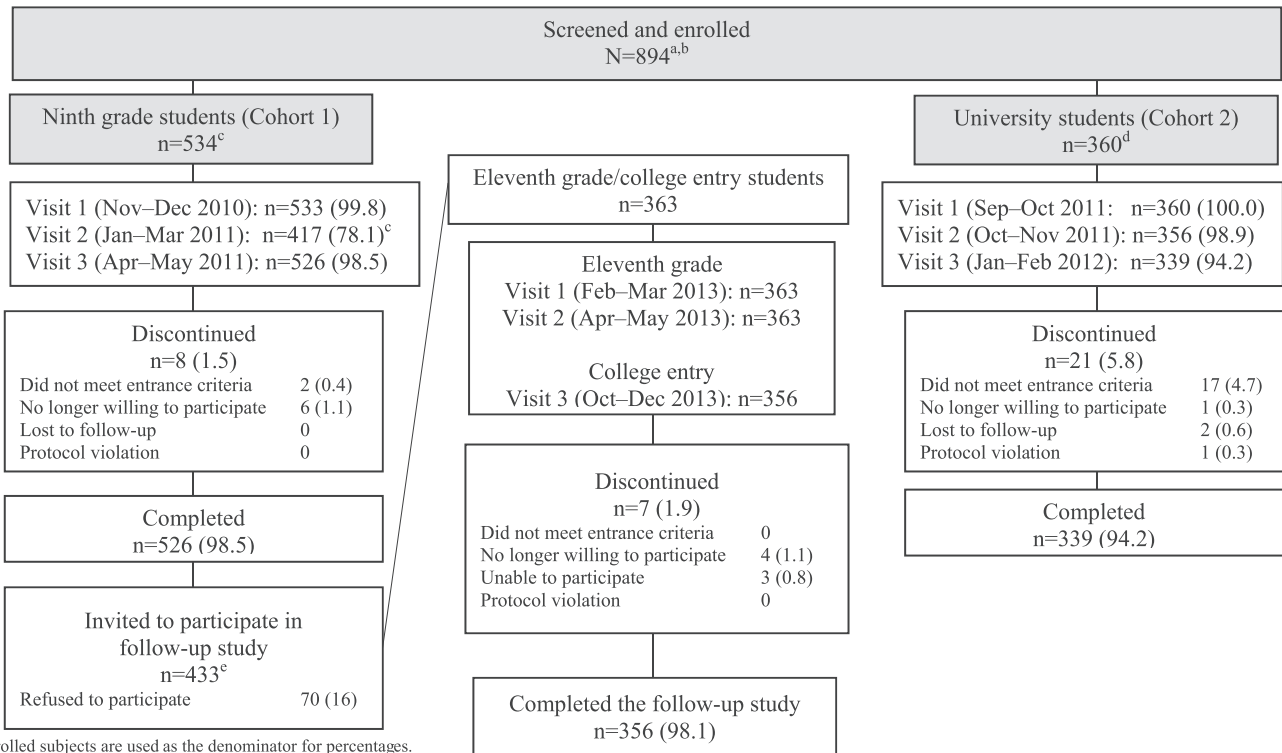 Screened and enrolled
N=894a,b
Ninth grade students (Cohort 1)
n=534c
Visit 1 (Nov–Dec 2010): n=533 (99.8)
Visit 2 (Jan–Mar 2011): n=417 (78.1)c
Visit 3 (Apr–May 2011): n=526 (98.5)
Discontinued
n=8 (1.5)
Did not meet entrance criteria 2 (0.4)
No longer willing to participate 6 (1.1)
Lost to follow-up 0
Protocol violation 0
Completed
n=526 (98.5)
Invited to participate in
follow-up study
n=433e
Refused to participate 70 (16)
Eleventh grade/college entry students
n=363
Eleventh grade
Visit 1 (Feb–Mar 2013): n=363
Visit 2 (Apr–May 2013): n=363
College entry
Visit 3 (Oct–Dec 2013): n=356
Discontinued
n=7 (1.9)
Did not meet entrance criteria 0
No longer willing to participate 4 (1.1)
Unable to participate 3 (0.8)
Protocol violation 0
Completed the follow-up study
n=356 (98.1)
University students (Cohort 2)
n=360d
Visit 1 (Sep–Oct 2011: n=360 (100.0)
Visit 2 (Oct–Nov 2011): n=356 (98.9)
Visit 3 (Jan–Feb 2012): n=339 (94.2)
Discontinued
n=21 (5.8)
Did not meet entrance criteria 17 (4.7)
No longer willing to participate 1 (0.3)
Lost to follow-up 2 (0.6)
Protocol violation 1 (0.3)
Completed
n=339 (94.2)
subjects are used as the denominator for percentages.